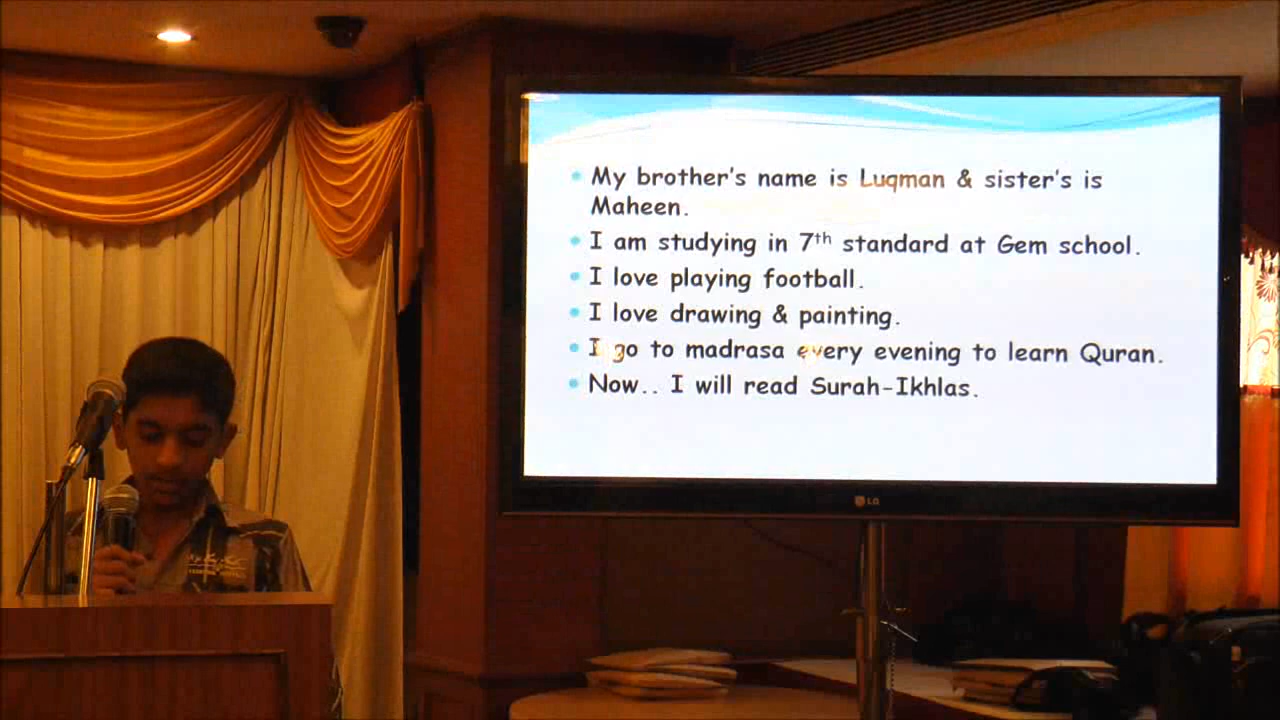 • My brother's name is Luqman & sister's is
Maheen.
• I am studying in 7th standard at Gem school.
• I love playing football.
• I love drawing & painting.
• I go to madrasa every evening to learn Quran.
• Now.. I will read Surah-Ikhlas.
LG